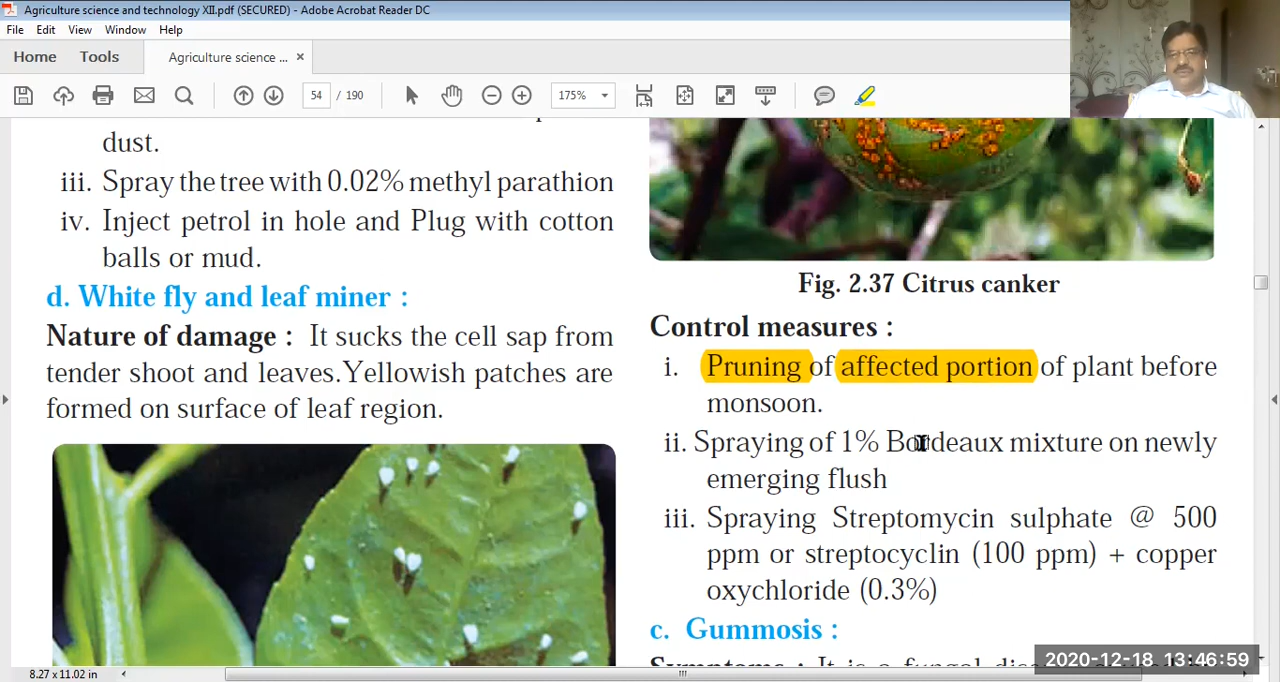 Agriculture science and technology XII.pdf (SECURED) - Adobe Acrobat Reader DC
File Edit View Window Help
Home Tools Agriculture science ... ×
54 / 190 175%
dust.
iii. Spray the tree with 0.02% methyl parathion
iv. Inject petrol in hole and Plug with cotton
balls or mud.
d. White fly and leaf miner :
Nature of damage : It sucks the cell sap from
tender shoot and leaves.Yellowish patches are
formed on surface of leaf region.
Fig. 2.37 Citrus canker
Control measures :
i. Pruning of affected portion of plant before
monsoon.
ii. Spraying of 1% Bordeaux mixture on newly
emerging flush
iii. Spraying Streptomycin sulphate @ 500
ppm or streptocyclin (100 ppm) + copper
oxychloride (0.3%)
c. Gummosis :
Symptoms : It is a fungal
2020-12-18 13:46:59
8.27 x 11.02 in